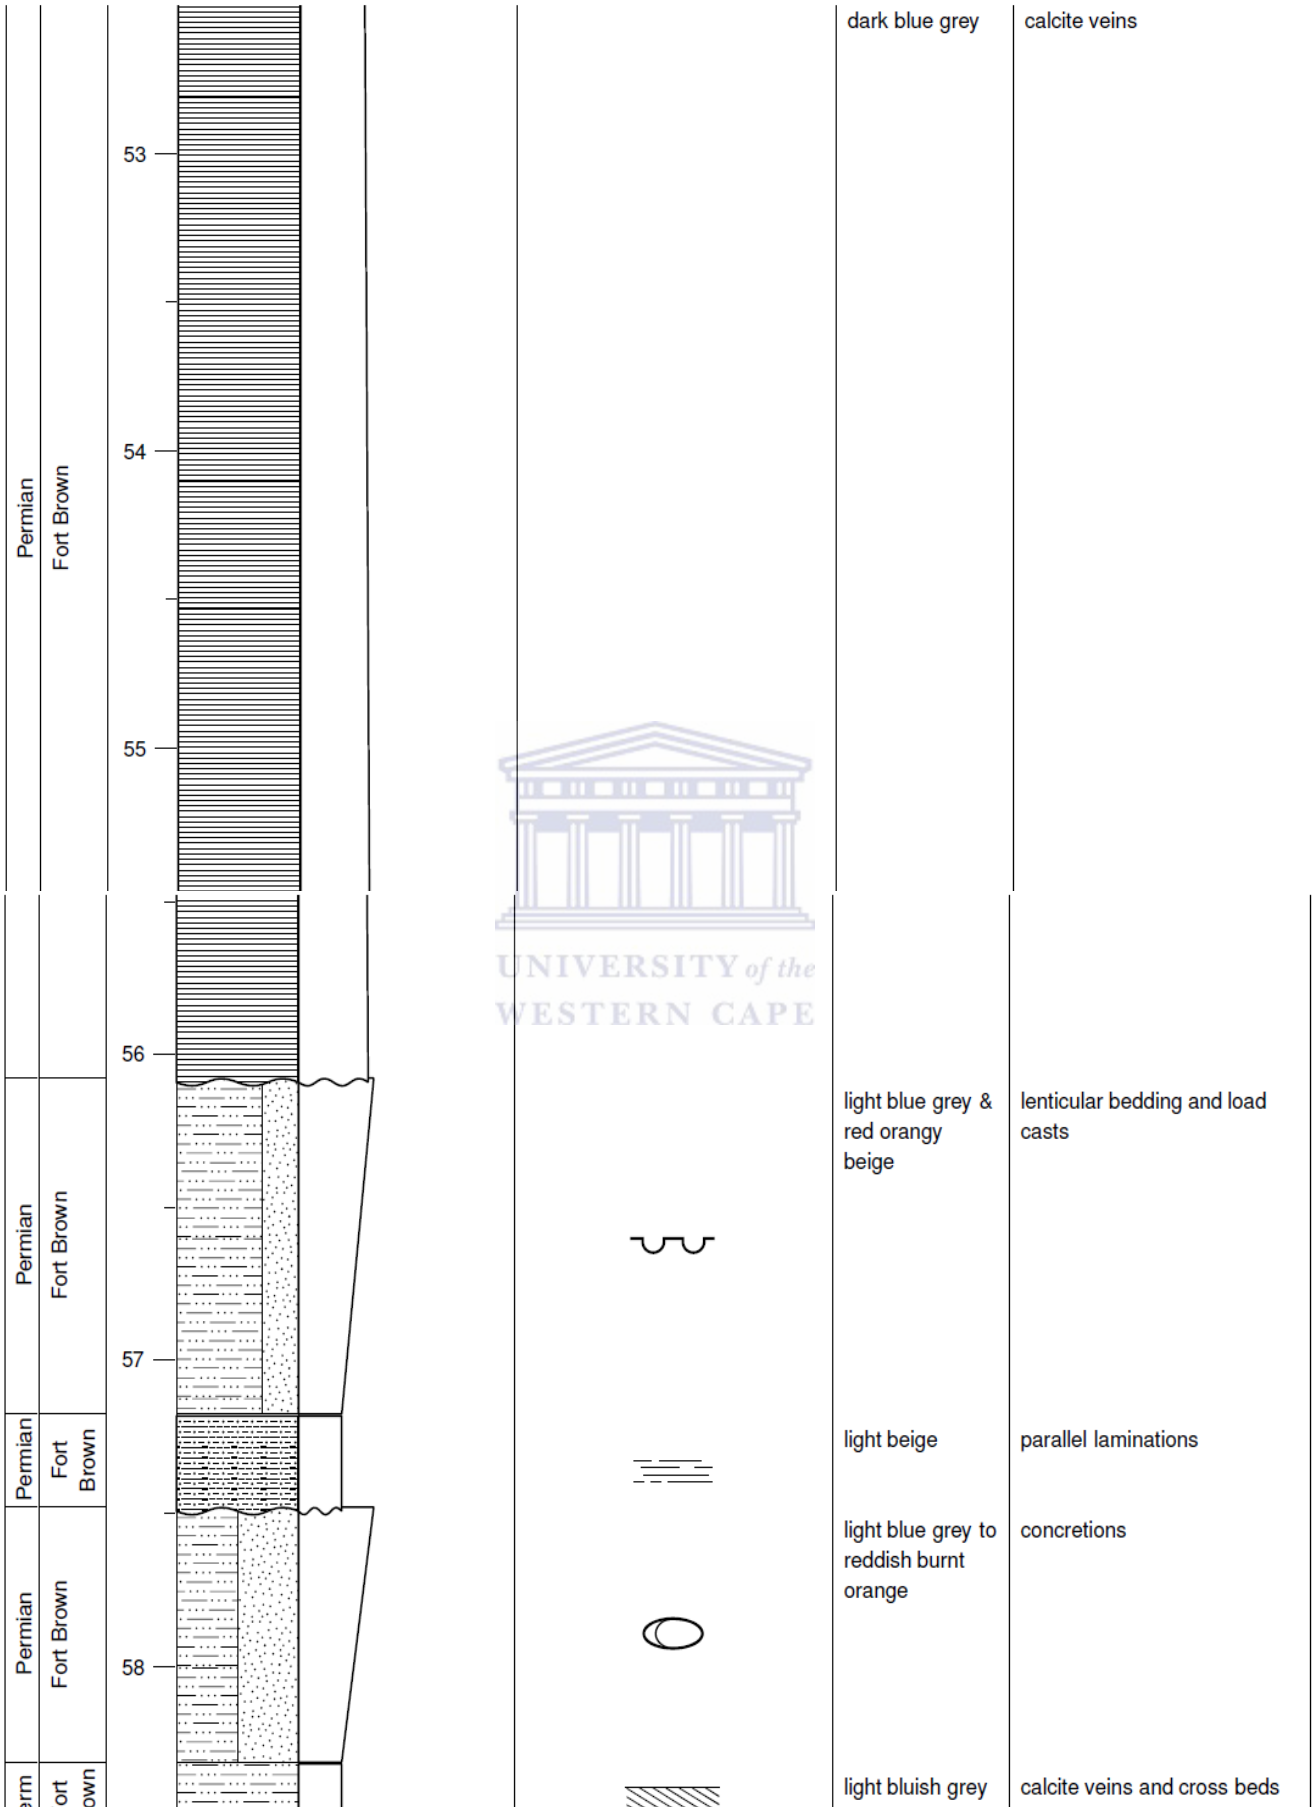 dark blue grey
calcite veins
53
54
Permian
Fort Brown
55
UNIVERSITY of the
WESTERN CAPE
56
light blue grey &
red orangy
beige
lenticular bedding and load
casts
Permian
Fort Brown
57
Permian
Fort
Brown
light beige
parallel laminations
light blue grey to
reddish burnt
orange
concretions
Permian
Fort Brown
58
erm
ort
own
light bluish grey
calcite veins and cross beds